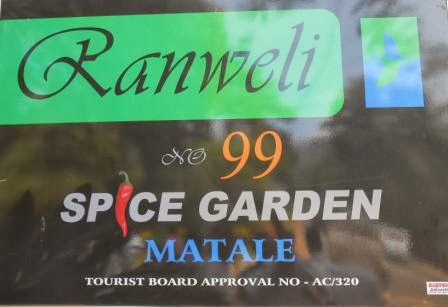 Ranweli
NO 99
SPICE GARDEN
MATALE
TOURIST BOARD APPROVAL NO - AC/320